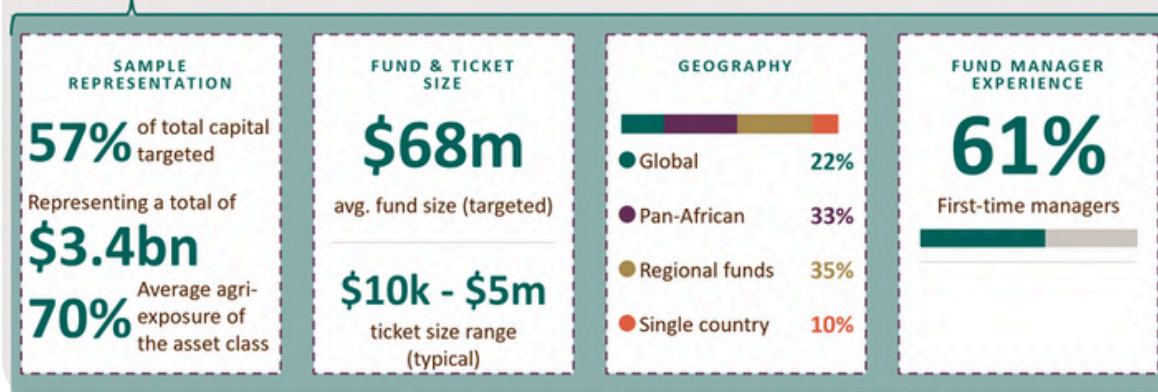 SAMPLE
REPRESENTATION
57% of total capital
targeted
Representing a total of
$3.4bn
70% Average agri-
exposure of
the asset class
FUND & TICKET
SIZE
$68m
avg. fund size (targeted)
$10k - $5m
ticket size range
(typical)
GEOGRAPHY
Global 22%
Pan-African 33%
Regional funds 35%
Single country 10%
FUND MANAGER
EXPERIENCE
61%
First-time managers